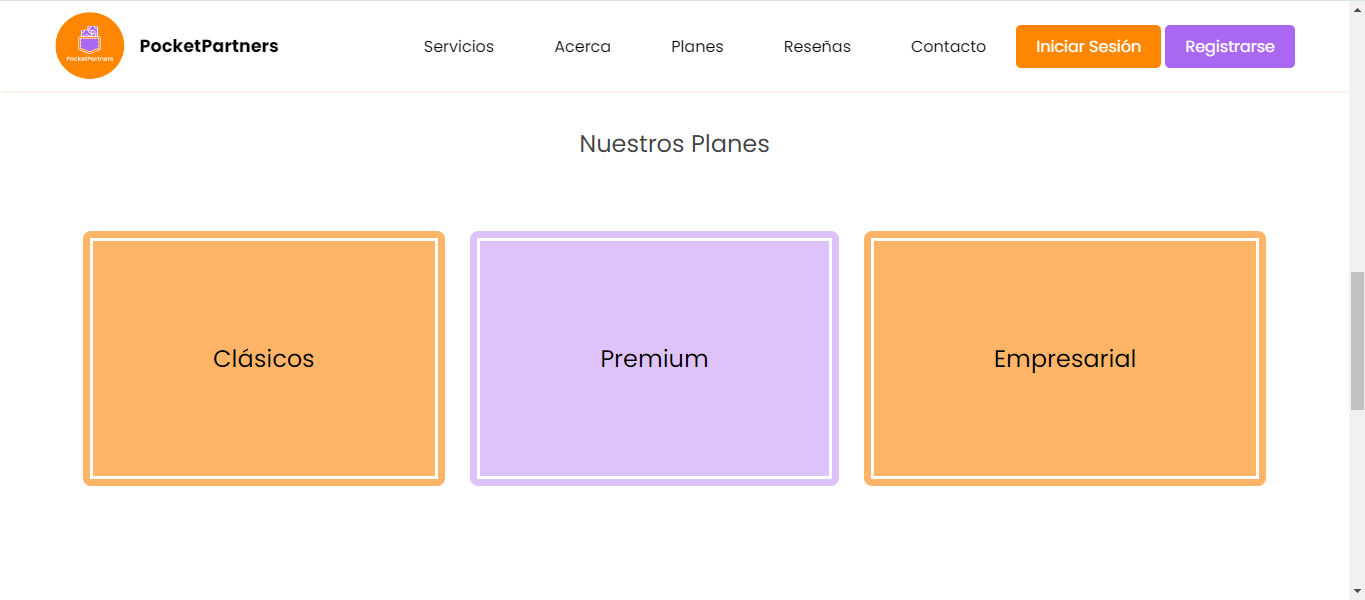 PocketPartners
PocketPartners
Servicios
Acerca
Planes
Reseñas
Contacto
Iniciar Sesión
Registrarse
Nuestros Planes
Clásicos
Premium
Empresarial